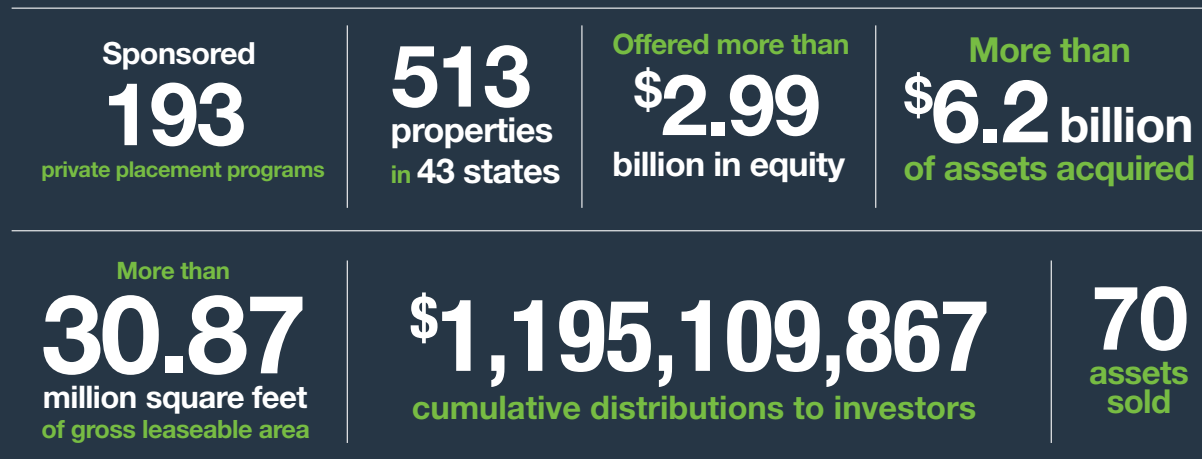 Sponsored
193
private placement programs
513
properties
in 43 states
Offered more than
$2.99
billion in equity
More than
$6.2 billion
of assets acquired
More than
30.87
million square feet
of gross leaseable area
$1,195,109,867
cumulative distributions to investors
70
assets
sold